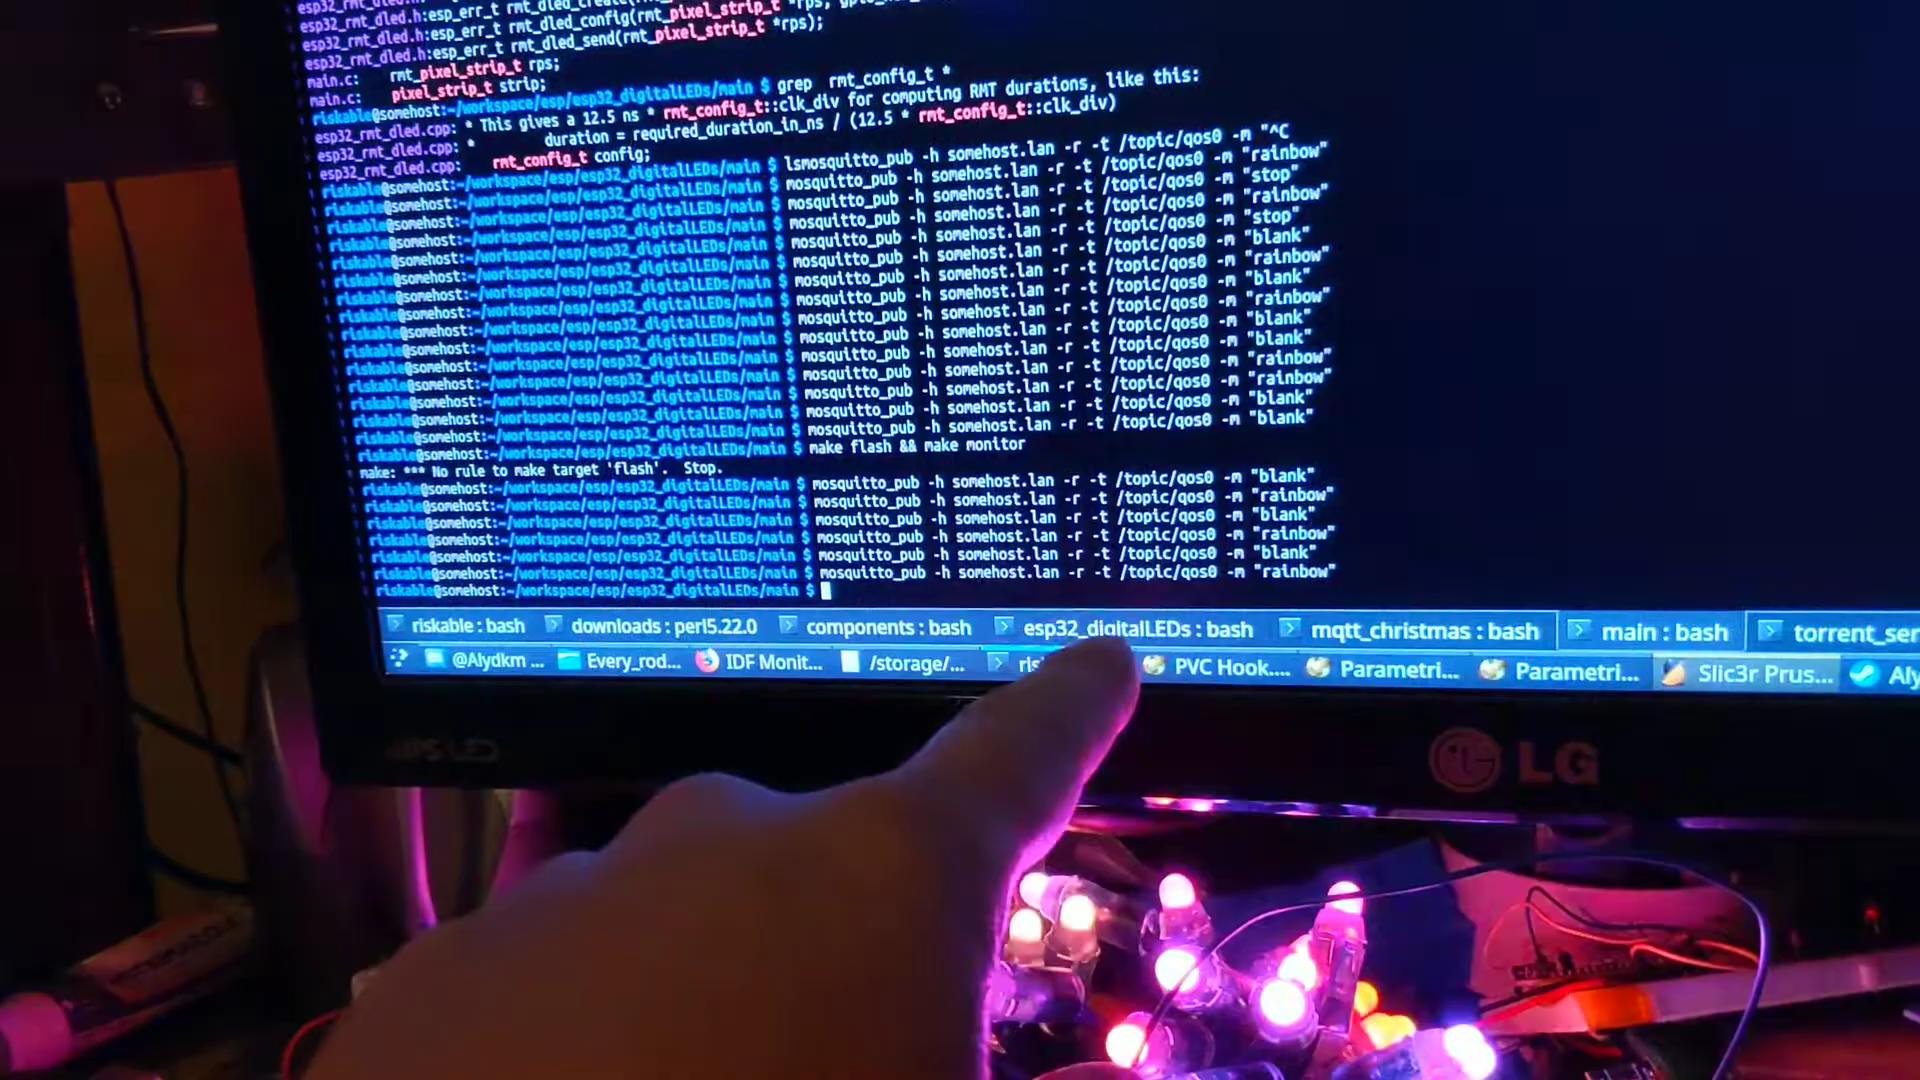 esp32_rmt_dled.h:esp_err_t rmt_dled_create(rmt_pixel_strip_t *rps,
esp32_rmt_dled.h:esp_err_t rmt_dled_config(rmt_pixel_strip_t *rps);
esp32_rmt_dled.h:esp_err_t rmt_dled_send(rmt_pixel_strip_t *rps);
main.c: rmt_pixel_strip_t rps;
main.c: pixel_strip_t strip;
riskable@somehost:~/workspace/esp/esp32_digitalLEDs/main $ grep rmt_config_t *
esp32_rmt_dled.cpp: * This gives a 12.5 ns * rmt_config_t::clk_div for computing RMT durations, like this:
esp32_rmt_dled.cpp: * duration = required_duration_in_ns / (12.5 * rmt_config_t::clk_div)
esp32_rmt_dled.cpp: rmt_config_t config;
riskable@somehost:~/workspace/esp/esp32_digitalLEDs/main $ lsmosquitto_pub -h somehost.lan -r -t /topic/qos0 -m "^C
riskable@somehost:~/workspace/esp/esp32_digitalLEDs/main $ mosquitto_pub -h somehost.lan -r -t /topic/qos0 -m "rainbow"
riskable@somehost:~/workspace/esp/esp32_digitalLEDs/main $ mosquitto_pub -h somehost.lan -r -t /topic/qos0 -m "stop"
riskable@somehost:~/workspace/esp/esp32_digitalLEDs/main $ mosquitto_pub -h somehost.lan -r -t /topic/qos0 -m "rainbow"
riskable@somehost:~/workspace/esp/esp32_digitalLEDs/main $ mosquitto_pub -h somehost.lan -r -t /topic/qos0 -m "stop"
riskable@somehost:~/workspace/esp/esp32_digitalLEDs/main $ mosquitto_pub -h somehost.lan -r -t /topic/qos0 -m "blank"
riskable@somehost:~/workspace/esp/esp32_digitalLEDs/main $ mosquitto_pub -h somehost.lan -r -t /topic/qos0 -m "rainbow"
riskable@somehost:~/workspace/esp/esp32_digitalLEDs/main $ mosquitto_pub -h somehost.lan -r -t /topic/qos0 -m "blank"
riskable@somehost:~/workspace/esp/esp32_digitalLEDs/main $ mosquitto_pub -h somehost.lan -r -t /topic/qos0 -m "rainbow"
riskable@somehost:~/workspace/esp/esp32_digitalLEDs/main $ mosquitto_pub -h somehost.lan -r -t /topic/qos0 -m "blank"
riskable@somehost:~/workspace/esp/esp32_digitalLEDs/main $ mosquitto_pub -h somehost.lan -r -t /topic/qos0 -m "blank"
riskable@somehost:~/workspace/esp/esp32_digitalLEDs/main $ mosquitto_pub -h somehost.lan -r -t /topic/qos0 -m "rainbow"
riskable@somehost:~/workspace/esp/esp32_digitalLEDs/main $ mosquitto_pub -h somehost.lan -r -t /topic/qos0 -m "rainbow"
riskable@somehost:~/workspace/esp/esp32_digitalLEDs/main $ mosquitto_pub -h somehost.lan -r -t /topic/qos0 -m "blank"
riskable@somehost:~/workspace/esp/esp32_digitalLEDs/main $ mosquitto_pub -h somehost.lan -r -t /topic/qos0 -m "blank"
riskable@somehost:~/workspace/esp/esp32_digitalLEDs/main $ make flash && make monitor
make: *** No rule to make target 'flash'. Stop.
riskable@somehost:~/workspace/esp/esp32_digitalLEDs/main $ mosquitto_pub -h somehost.lan -r -t /topic/qos0 -m "blank"
riskable@somehost:~/workspace/esp/esp32_digitalLEDs/main $ mosquitto_pub -h somehost.lan -r -t /topic/qos0 -m "rainbow"
riskable@somehost:~/workspace/esp/esp32_digitalLEDs/main $ mosquitto_pub -h somehost.lan -r -t /topic/qos0 -m "blank"
riskable@somehost:~/workspace/esp/esp32_digitalLEDs/main $ mosquitto_pub -h somehost.lan -r -t /topic/qos0 -m "rainbow"
riskable@somehost:~/workspace/esp/esp32_digitalLEDs/main $ mosquitto_pub -h somehost.lan -r -t /topic/qos0 -m "blank"
riskable@somehost:~/workspace/esp/esp32_digitalLEDs/main $ mosquitto_pub -h somehost.lan -r -t /topic/qos0 -m "rainbow"
riskable@somehost:~/workspace/esp/esp32_digitalLEDs/main $
riskable : bash downloads : perl5.22.0 components : bash esp32_digitalLEDs : bash mqtt_christmas : bash main : bash torrent_ser
@Alydkm ... Every_rod... IDF Monit... /storage/... ris PVC Hook.... Parametri... Parametri... Slic3r Prus... Aly
IPS LED
LG